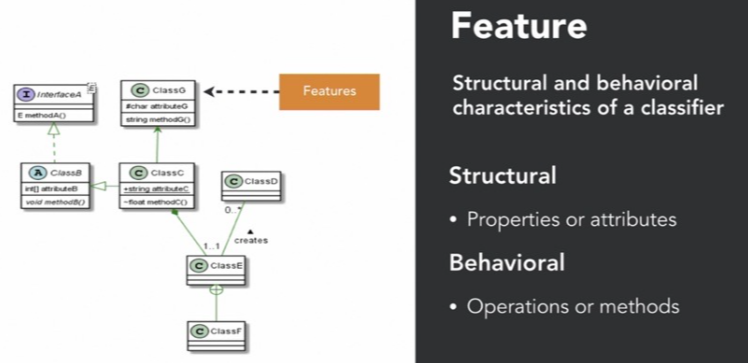 I InterfaceA E
E methodA()
C ClassG
#char attributeG
string methodG()
Features
A ClassB
int[] attributeB
void methodB()
C ClassC
+string attributeC
~float methodC()
C ClassD
0..*
creates
1..1
C ClassE
C ClassF
Feature
Structural and behavioral
characteristics of a classifier
Structural
• Properties or attributes
Behavioral
• Operations or methods